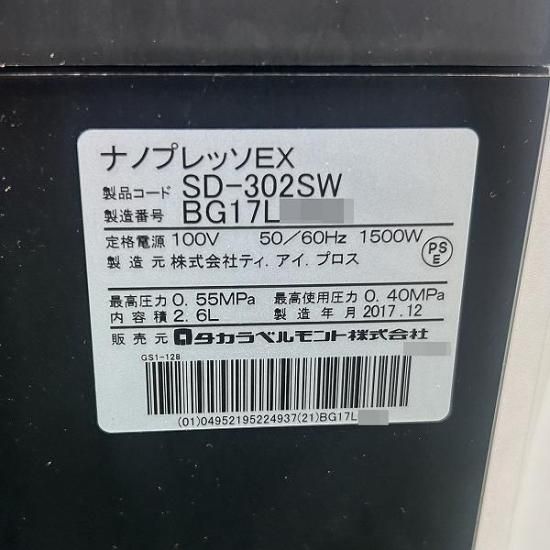 ナノプレッソEX
製品コード SD-302SW
製造番号 BG17L
定格電源 100V 50/60Hz 1500W
PS
E
製造元 株式会社ティ. アイ. プロス
最高圧力 0.55MPa 最高使用圧力 0.40MPa
内容積 2.6L 製造年月 2017.12
販売元 タカラベルモント株式会社
GS1-128
(01)04952195224937(21)BG17L